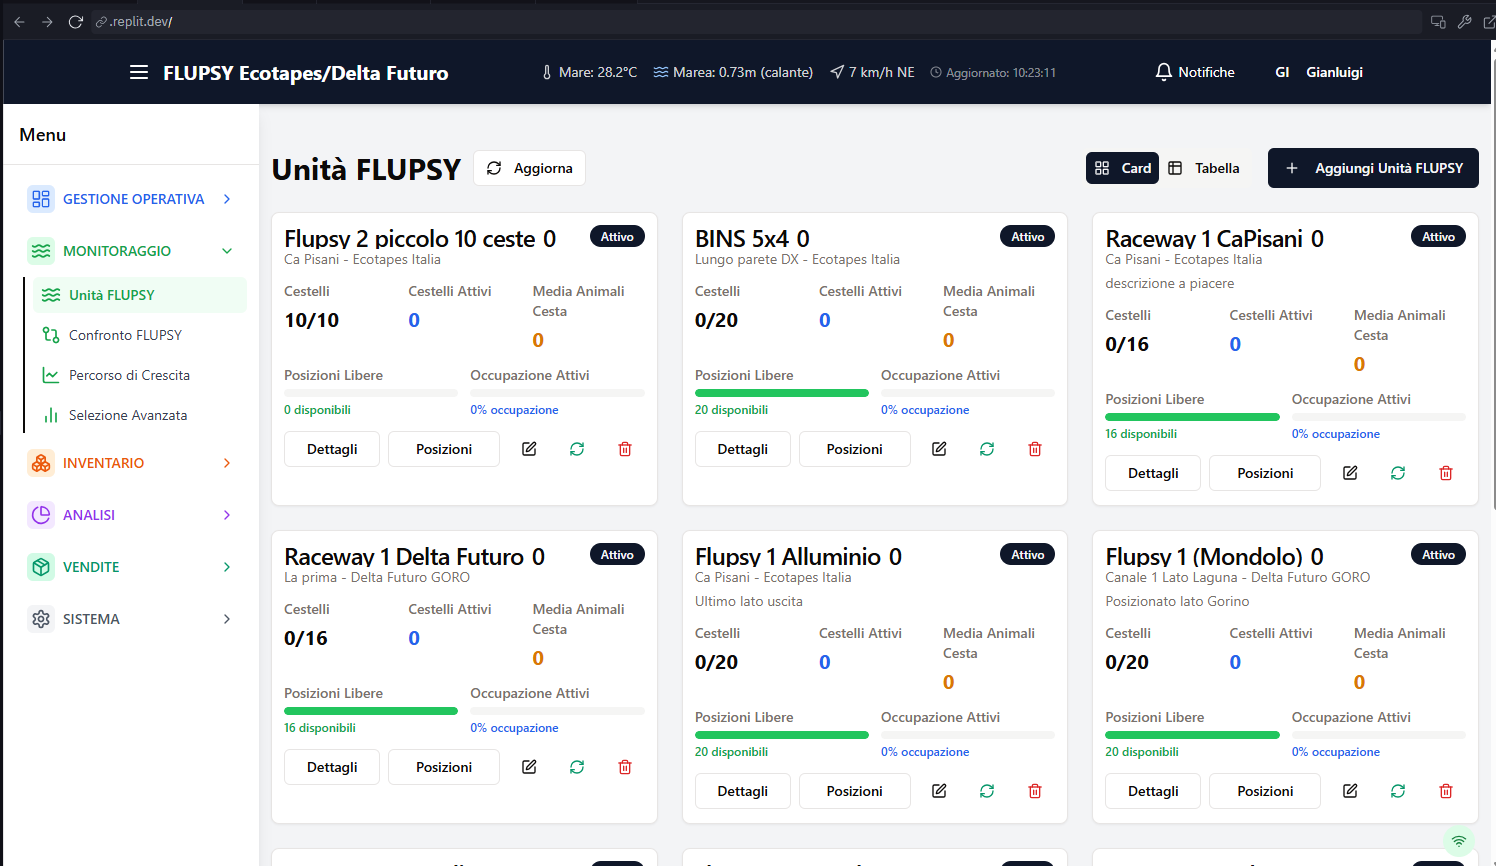 .replit.dev/
FLUPSY Ecotapes/Delta Futuro
Mare: 28.2°C
Marea: 0.73m (calante)
7 km/h NE
Aggiornato: 10:23:11
Notifiche
GI
Gianluigi
Menu
GESTIONE OPERATIVA
MONITORAGGIO
Unità FLUPSY
Confronto FLUPSY
Percorso di Crescita
Selezione Avanzata
INVENTARIO
ANALISI
VENDITE
SISTEMA
Unità FLUPSY
Aggiorna
Card
Tabella
Aggiungi Unità FLUPSY
Flupsy 2 piccolo 10 ceste 0
Attivo
Ca Pisani - Ecotapes Italia
Cestelli
10/10
Cestelli Attivi
0
Media Animali
Cesta
0
Posizioni Libere
0 disponibili
Occupazione Attivi
0% occupazione
Dettagli
Posizioni
BINS 5x4 0
Attivo
Lungo parete DX - Ecotapes Italia
Cestelli
0/20
Cestelli Attivi
0
Media Animali
Cesta
0
Posizioni Libere
20 disponibili
Occupazione Attivi
0% occupazione
Dettagli
Posizioni
Raceway 1 CaPisani 0
Attivo
Ca Pisani - Ecotapes Italia
descrizione a piacere
Cestelli
0/16
Cestelli Attivi
0
Media Animali
Cesta
0
Posizioni Libere
16 disponibili
Occupazione Attivi
0% occupazione
Dettagli
Posizioni
Raceway 1 Delta Futuro 0
Attivo
La prima - Delta Futuro GORO
Cestelli
0/16
Cestelli Attivi
0
Media Animali
Cesta
0
Posizioni Libere
16 disponibili
Occupazione Attivi
0% occupazione
Dettagli
Posizioni
Flupsy 1 Alluminio 0
Attivo
Ca Pisani - Ecotapes Italia
Ultimo lato uscita
Cestelli
0/20
Cestelli Attivi
0
Media Animali
Cesta
0
Posizioni Libere
20 disponibili
Occupazione Attivi
0% occupazione
Dettagli
Posizioni
Flupsy 1 (Mondolo) 0
Attivo
Canale 1 Lato Laguna - Delta Futuro GORO
Posizionato lato Gorino
Cestelli
0/20
Cestelli Attivi
0
Media Animali
Cesta
0
Posizioni Libere
20 disponibili
Occupazione Attivi
0% occupazione
Dettagli
Posizioni